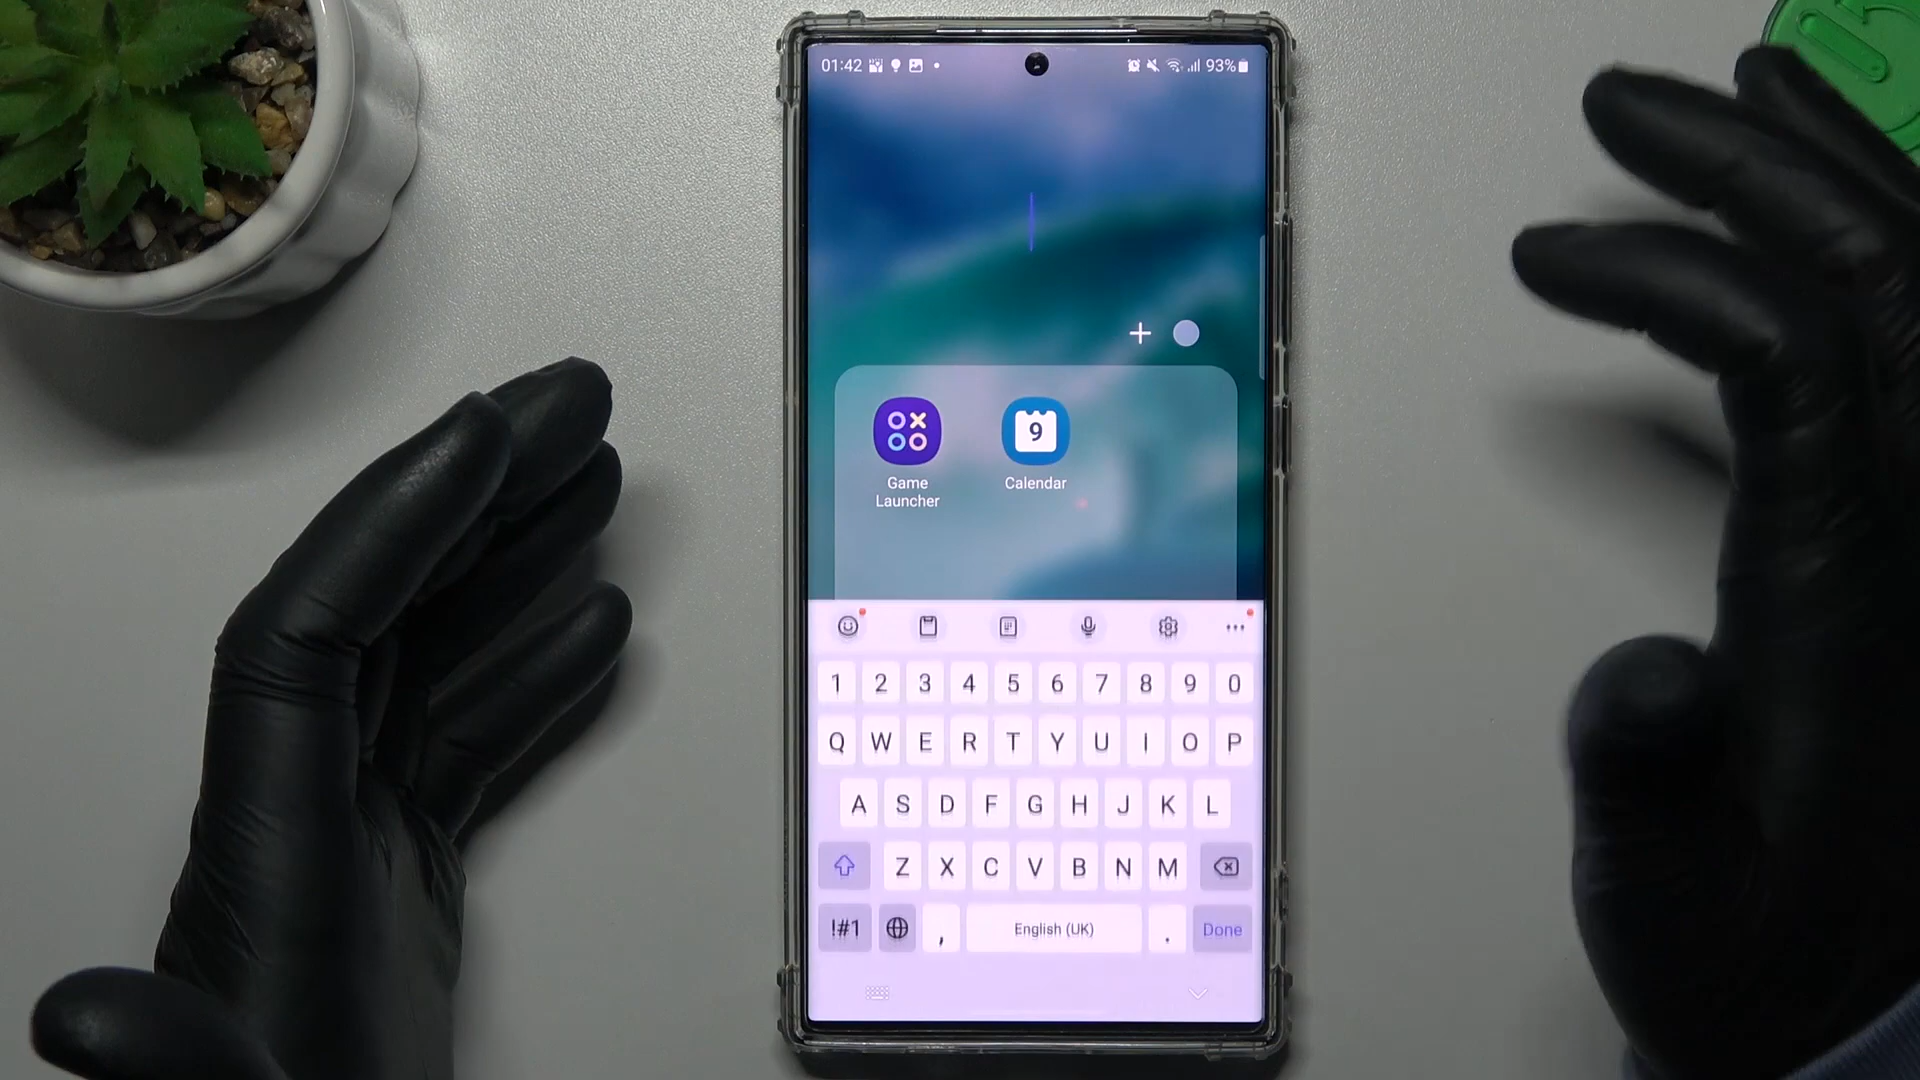 01:42 93%
9
Game Calendar
Launcher
1 2 3 4 5 6 7 8 9 0
Q W E R T Y U I O P
A S D F G H J K L
Z X C V B N M
!#1 , English (UK) . Done